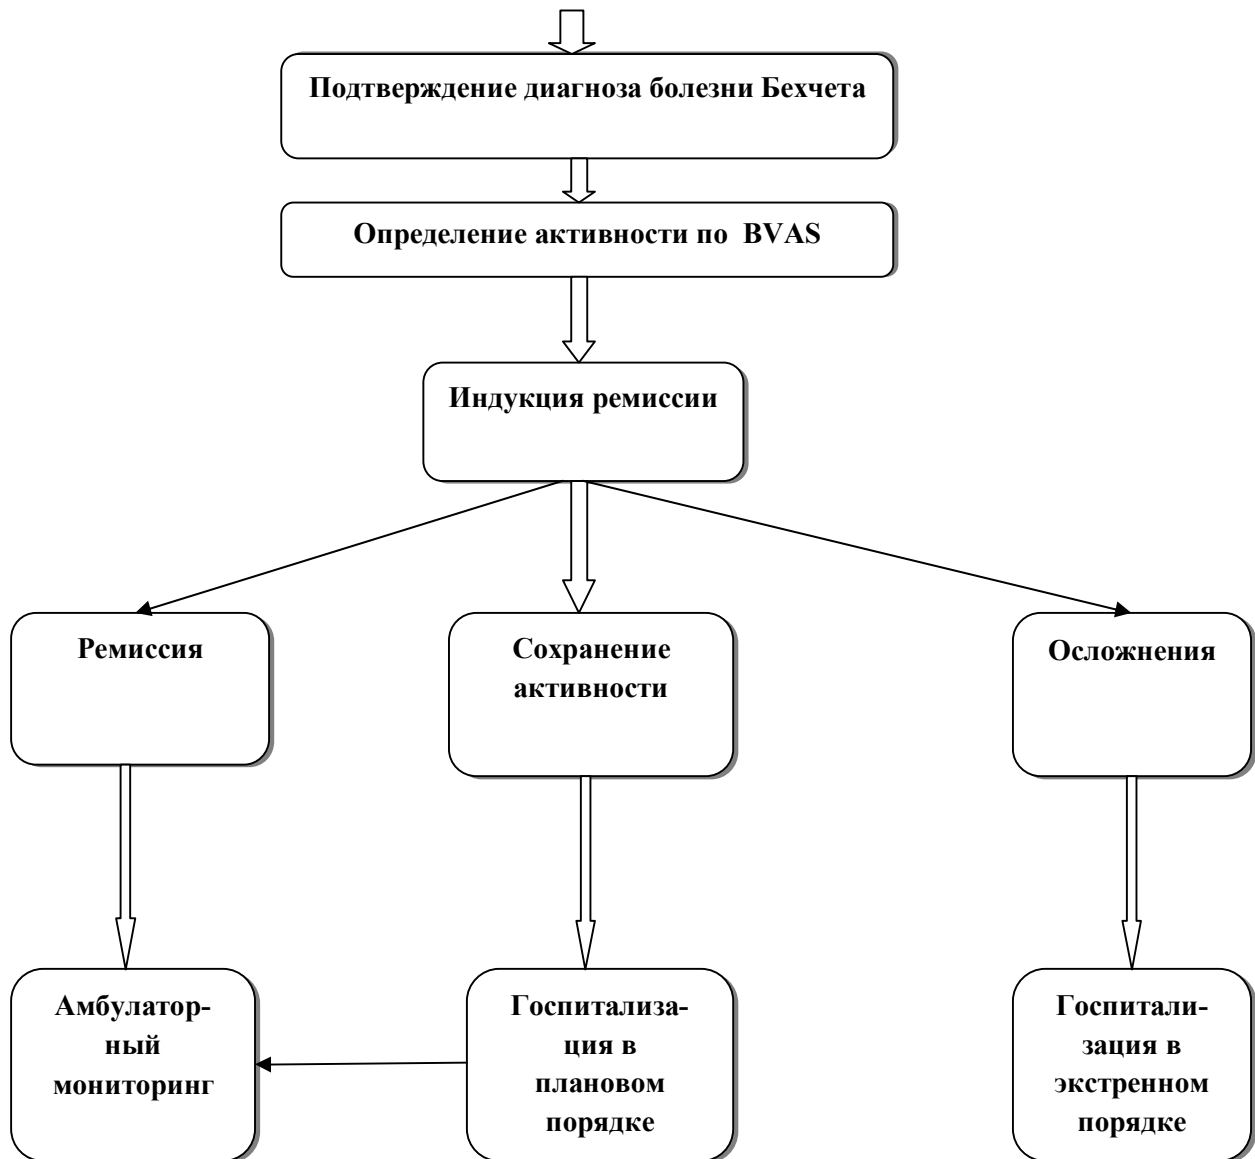 Подтверждение диагноза болезни Бехчета
Определение активности по BVAS
Индукция ремиссии
Ремиссия
Сохранение
активности
Осложнения
Амбулатор-
ный
мониторинг
Госпитализа-
ция в
плановом
порядке
Госпитали-
зация в
экстренном
порядке